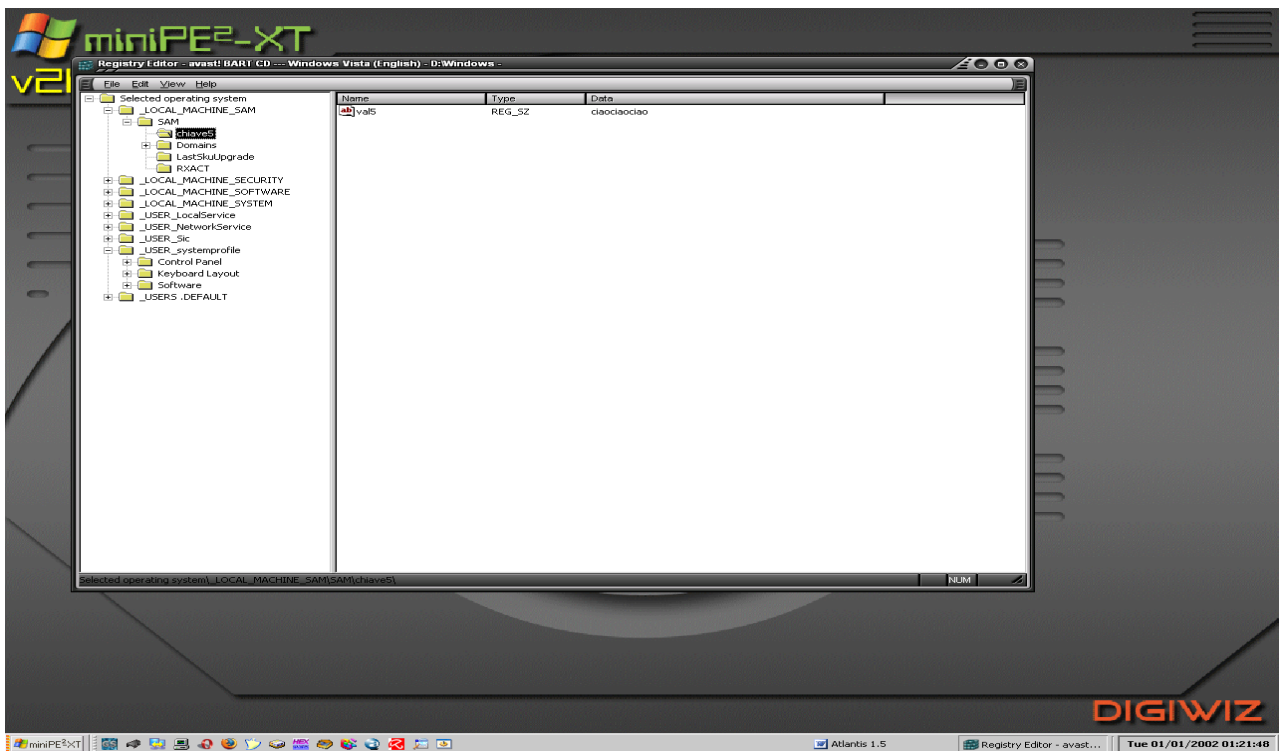 miniPE²-XT
Registry Editor - avast! BART CD --- Windows Vista (English) - D:\Windows -
File Edit View Help
Selected operating system
_LOCAL_MACHINE_SAM
SAM
chiave5
Domains
LastSkuUpgrade
RXACT
_LOCAL_MACHINE_SECURITY
_LOCAL_MACHINE_SOFTWARE
_LOCAL_MACHINE_SYSTEM
_USER_LocalService
_USER_NetworkService
_USER_Sic
_USER_systemprofile
Control Panel
Keyboard Layout
Software
_USERS .DEFAULT
Name Type Data
val5 REG_SZ ciaociaociao
Selected operating system\_LOCAL_MACHINE_SAM\SAM\chiave5\
NUM
DIGIWIZ
miniPE²XT
Atlantis 1.5
Registry Editor - avast...
Tue 01/01/2002 01:21:48